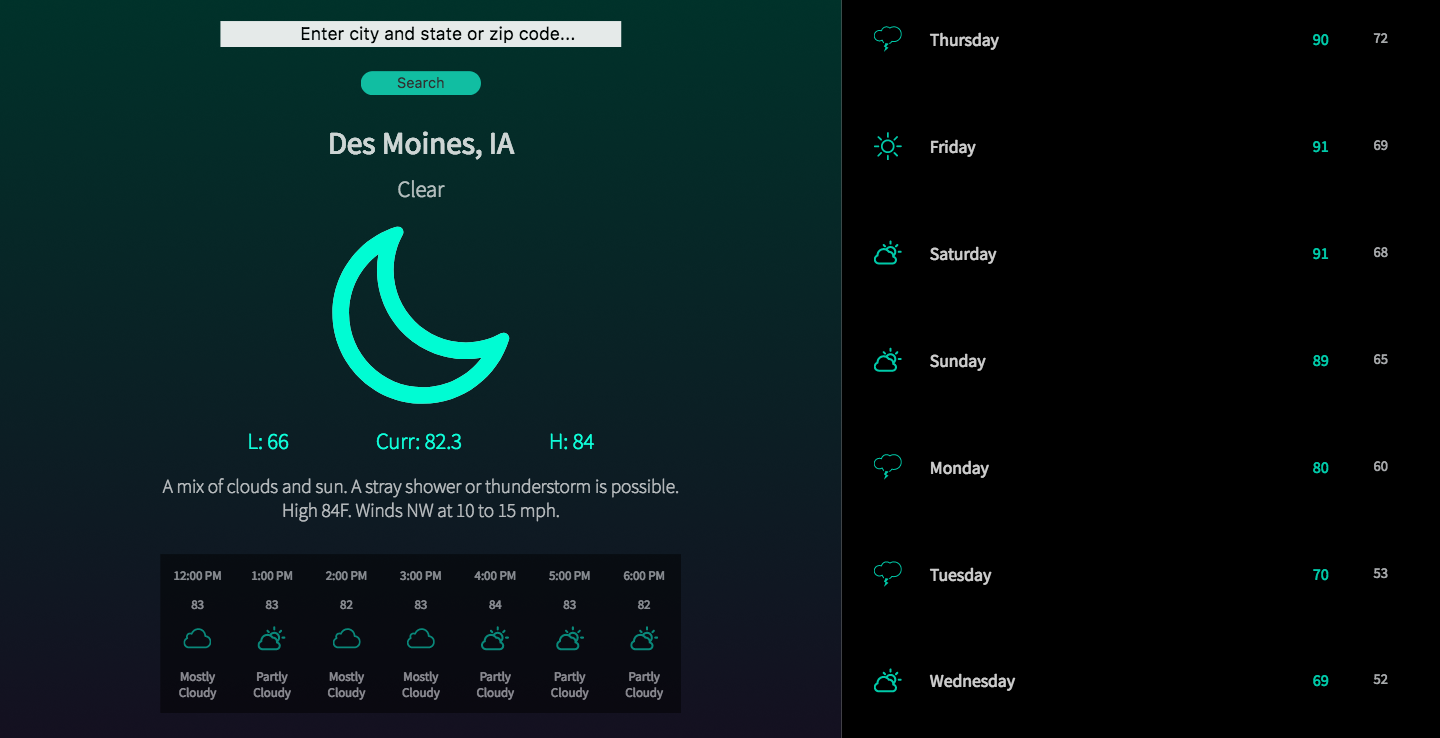 Enter city and state or zip code...
Search
Des Moines, IA
Clear
L: 66 Curr: 82.3 H: 84
A mix of clouds and sun. A stray shower or thunderstorm is possible.
High 84F. Winds NW at 10 to 15 mph.
12:00 PM 1:00 PM 2:00 PM 3:00 PM 4:00 PM 5:00 PM 6:00 PM
83 83 82 83 84 83 82
Mostly Partly Mostly Mostly Partly Partly Partly
Cloudy Cloudy Cloudy Cloudy Cloudy Cloudy Cloudy
Thursday 90 72
Friday 91 69
Saturday 91 68
Sunday 89 65
Monday 80 60
Tuesday 70 53
Wednesday 69 52